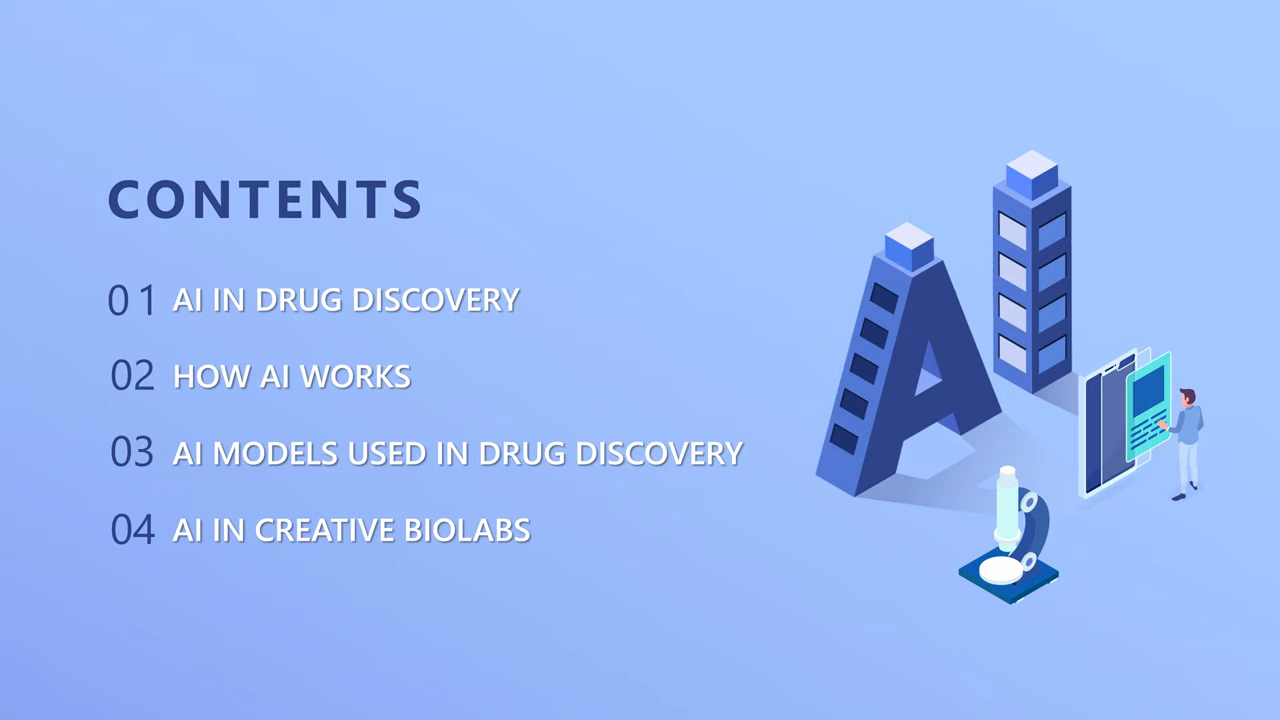 CONTENTS
01 AI IN DRUG DISCOVERY
02 HOW AI WORKS
03 AI MODELS USED IN DRUG DISCOVERY
04 AI IN CREATIVE BIOLABS
AI